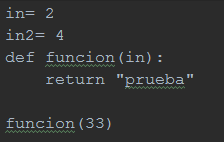 in= 2
in2= 4
def funcion(in):
    return "prueba"

funcion(33)